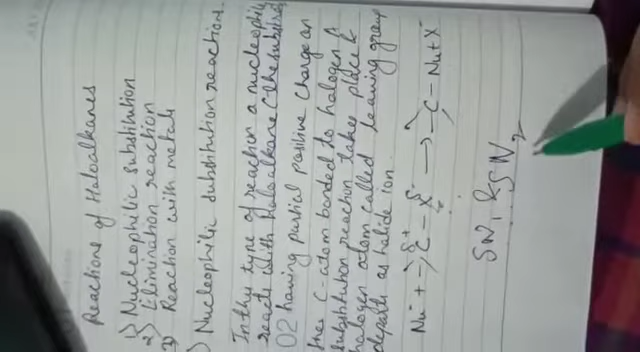 Reactions of Haloalkanes
1) Nucleophilic substitution
2) Elimination reaction
3) Reaction with metals
) Nucleophilic substitution reaction.
In this type of reaction a nucleophile
reacts with haloalkane (the substrate
02 having partial positive charge on
the C-atom bonded to halogen A
substitution reaction takes place &
halogen atom called leaving group
departs as halide ion.
Nu⁻ + -C^δ+ - X^δ- → -C - Nu + X⁻
SN1 & SN2